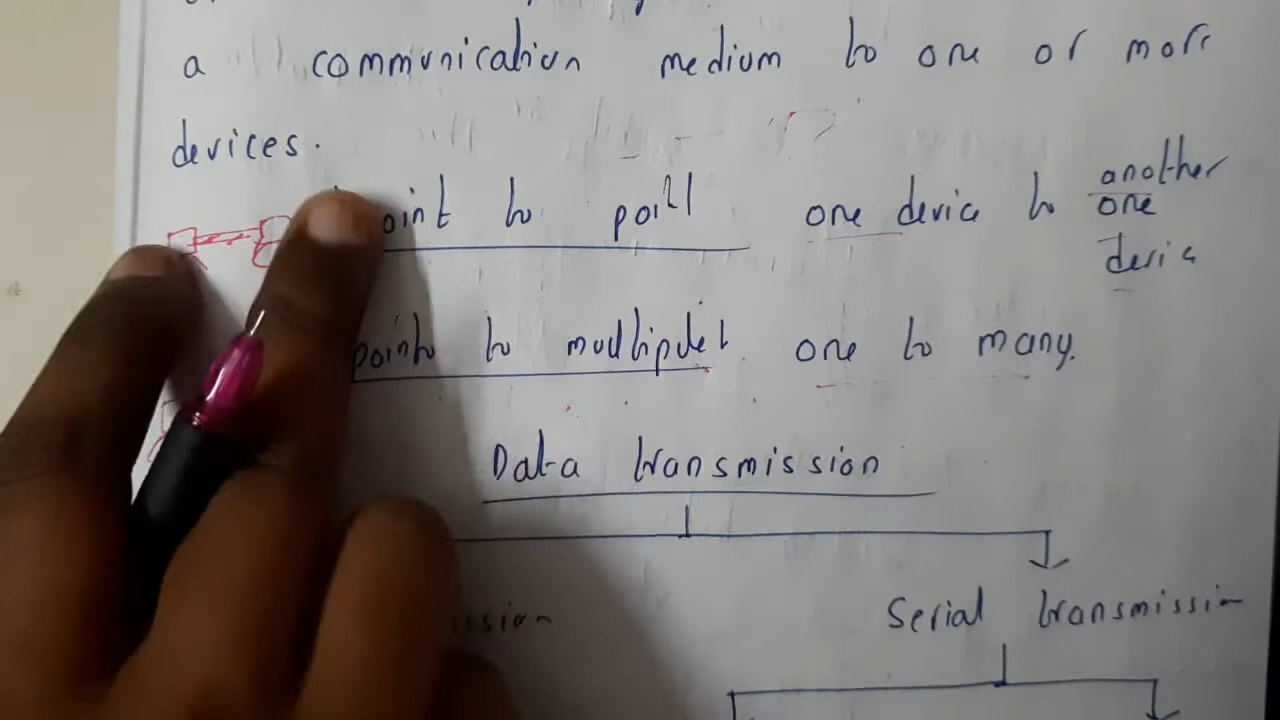 a communication medium to one or more
devices.
point to point one device to another
one
device
point to multipoint one to many.
Data transmission
Serial transmission